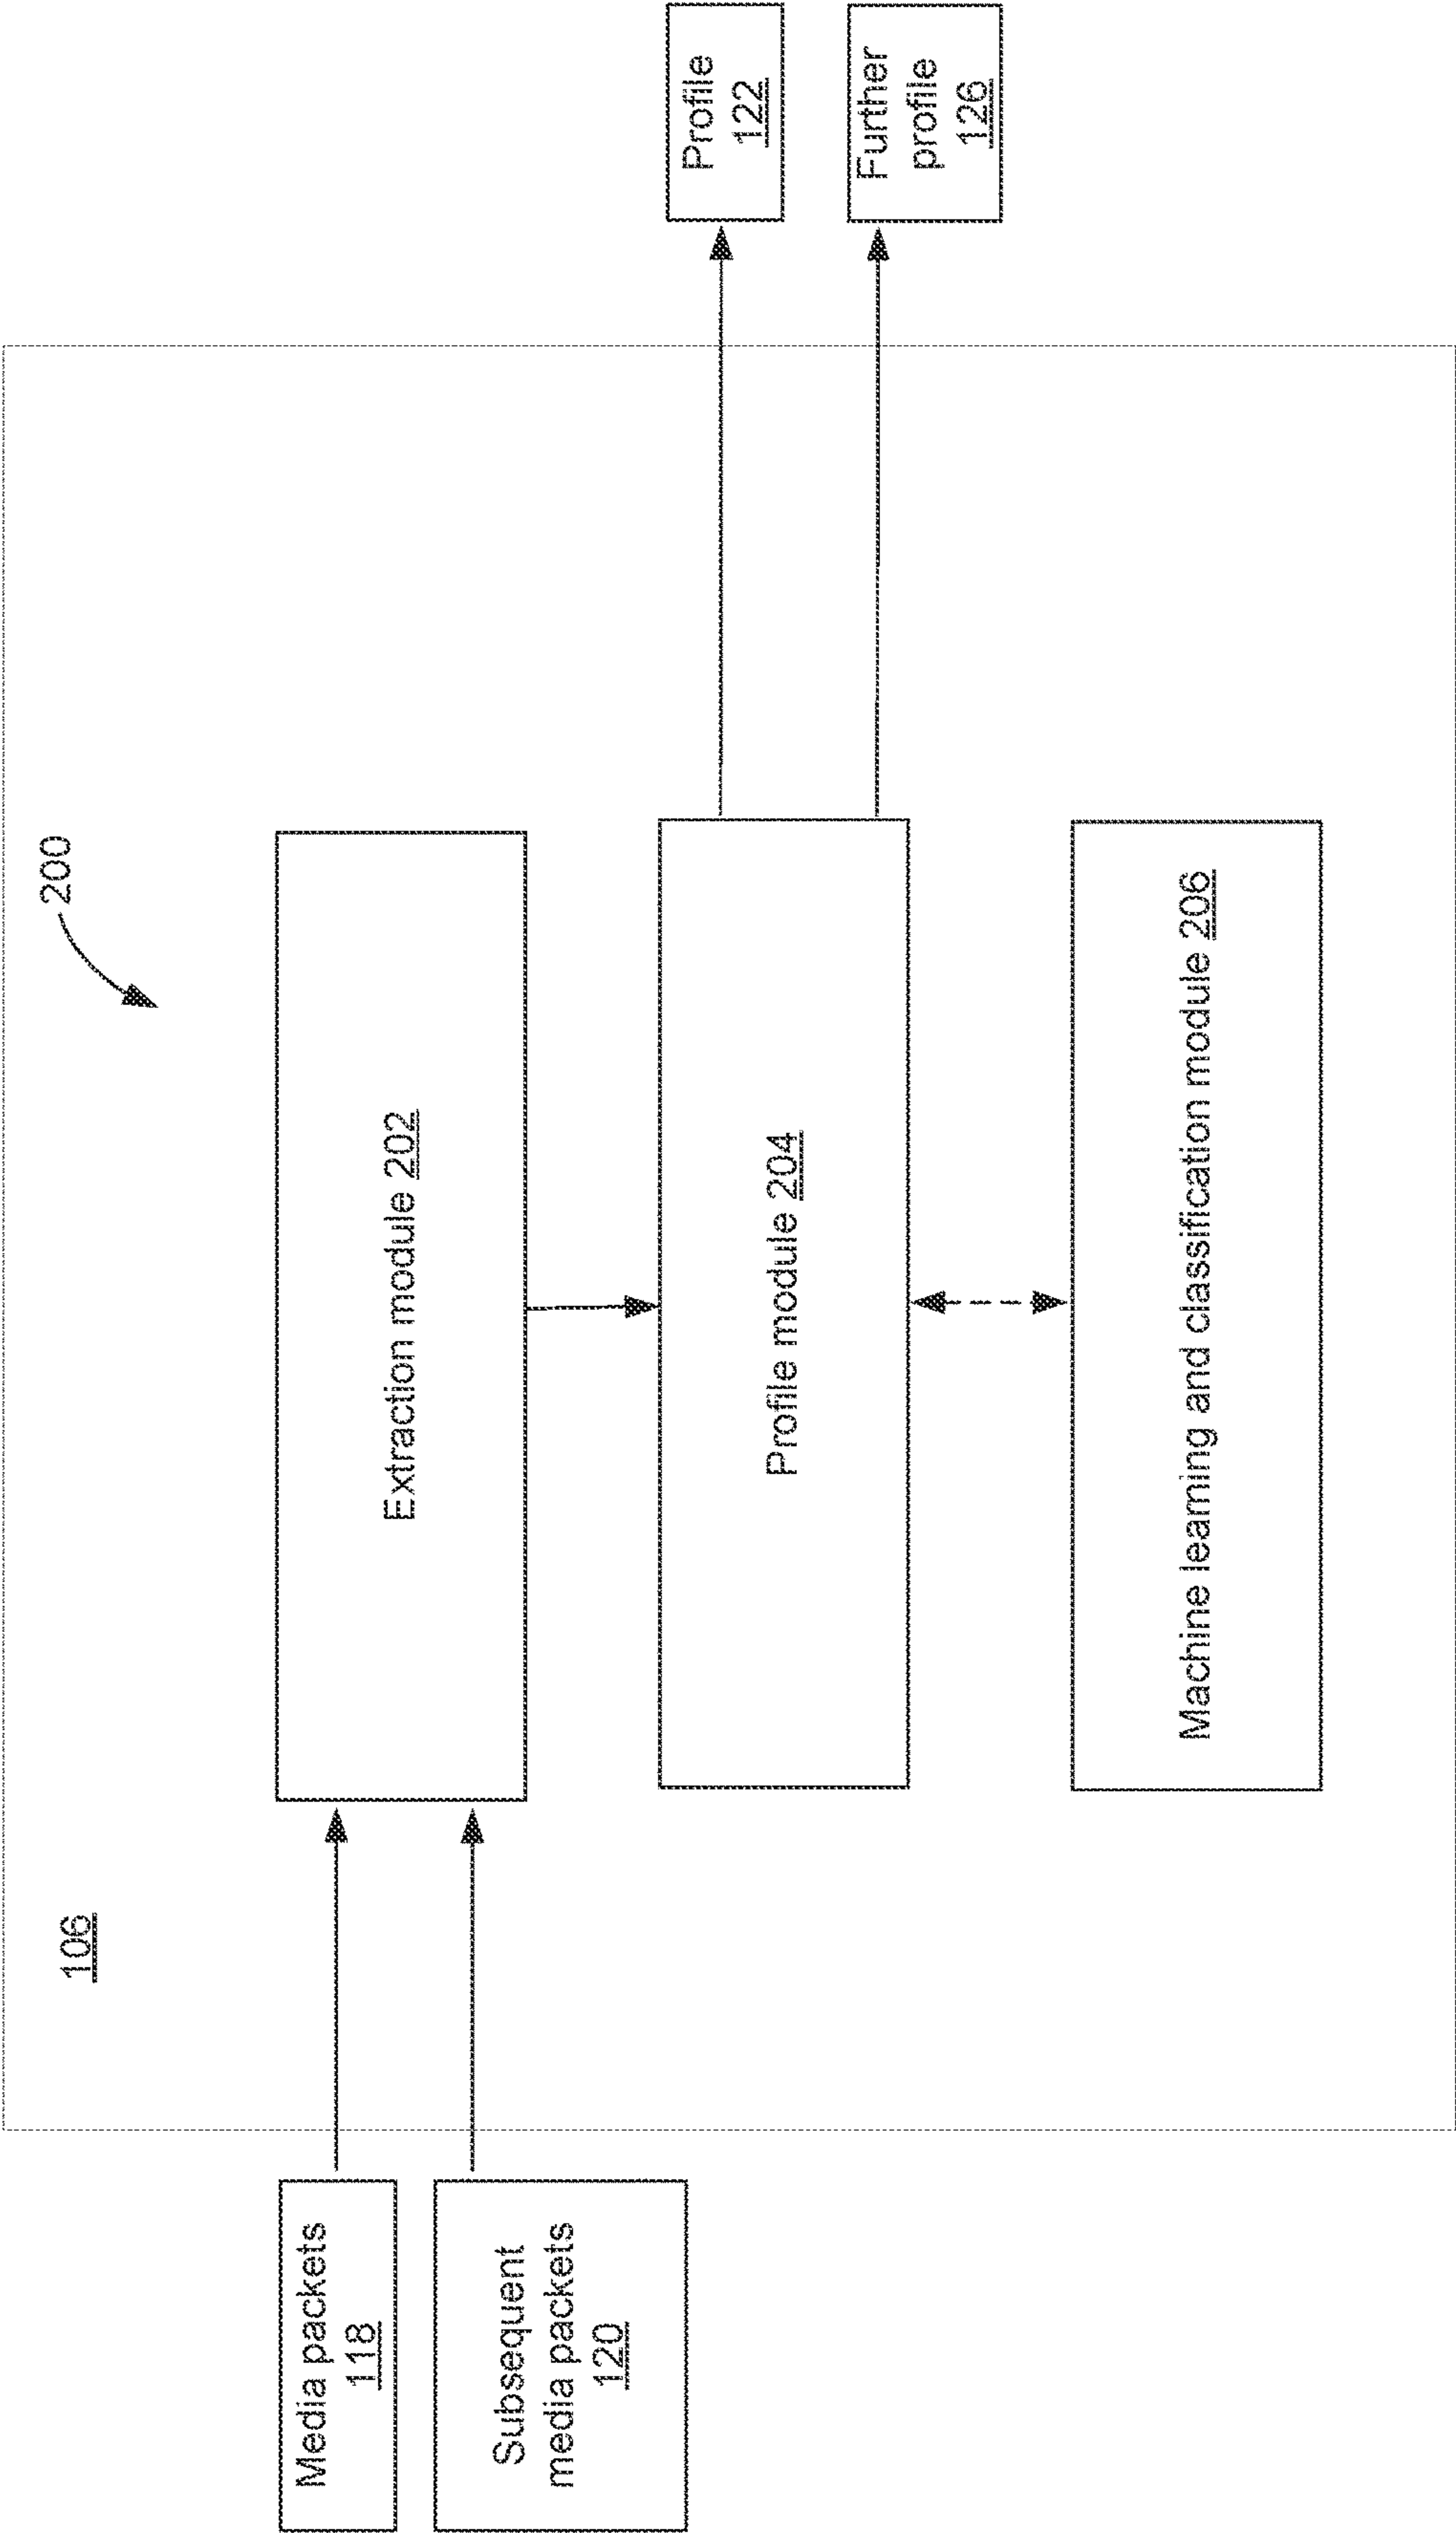 200
106
Media packets
118
Subsequent
media packets
120
Extraction module 202
Profile module 204
Machine learning and classification module 206
Profile
122
Further
profile
126